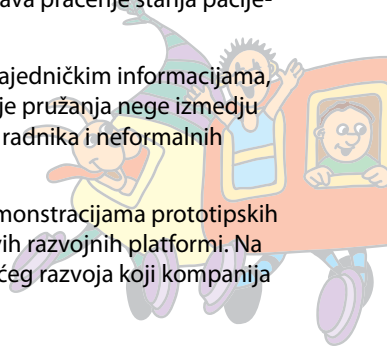 ava praćenje stanja pacije-
ajedničkim informacijama,
je pružanja nege izmedju
radnika i neformalnih
monstracijama prototipskih
vih razvojnih platformi. Na
ćeg razvoja koji kompanija